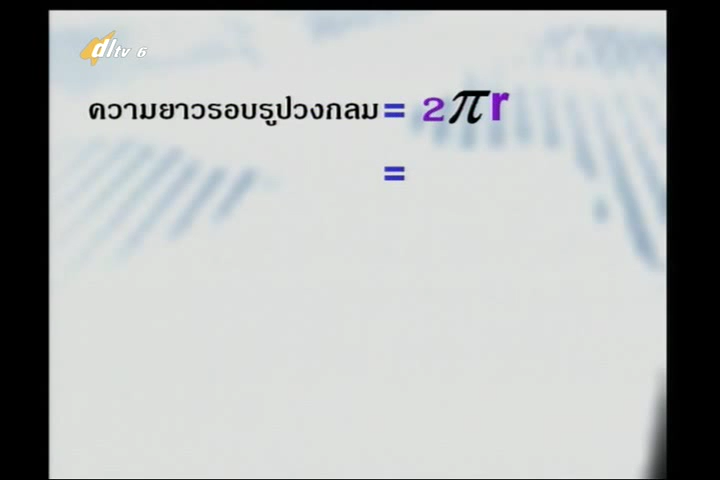 dltv 6
ความยาวรอบรูปวงกลม = 2πr
=